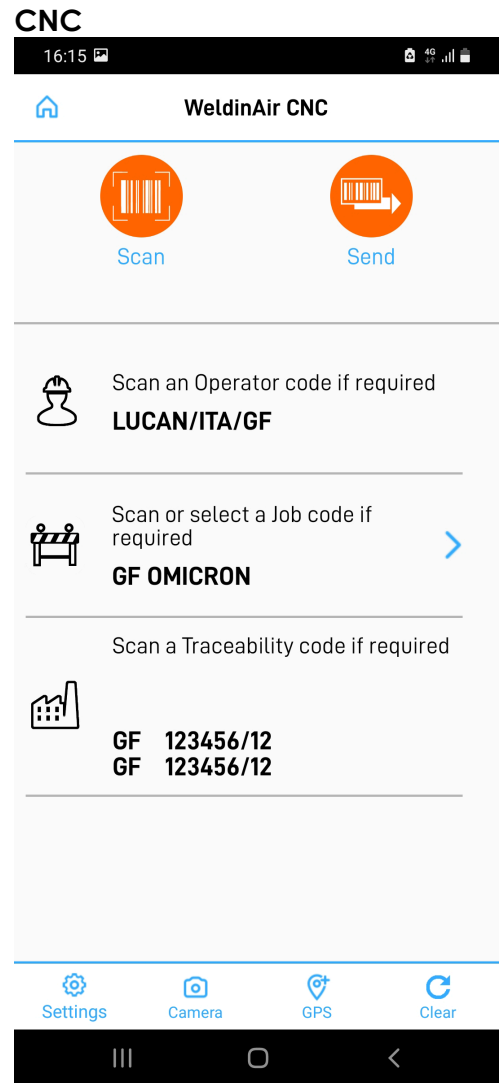 CNC
16:15
4G
WeldinAir CNC
Scan Send
Scan an Operator code if required
LUCAN/ITA/GF
Scan or select a Job code if
required
GF OMICRON
Scan a Traceability code if required
GF 123456/12
GF 123456/12
Settings Camera GPS Clear